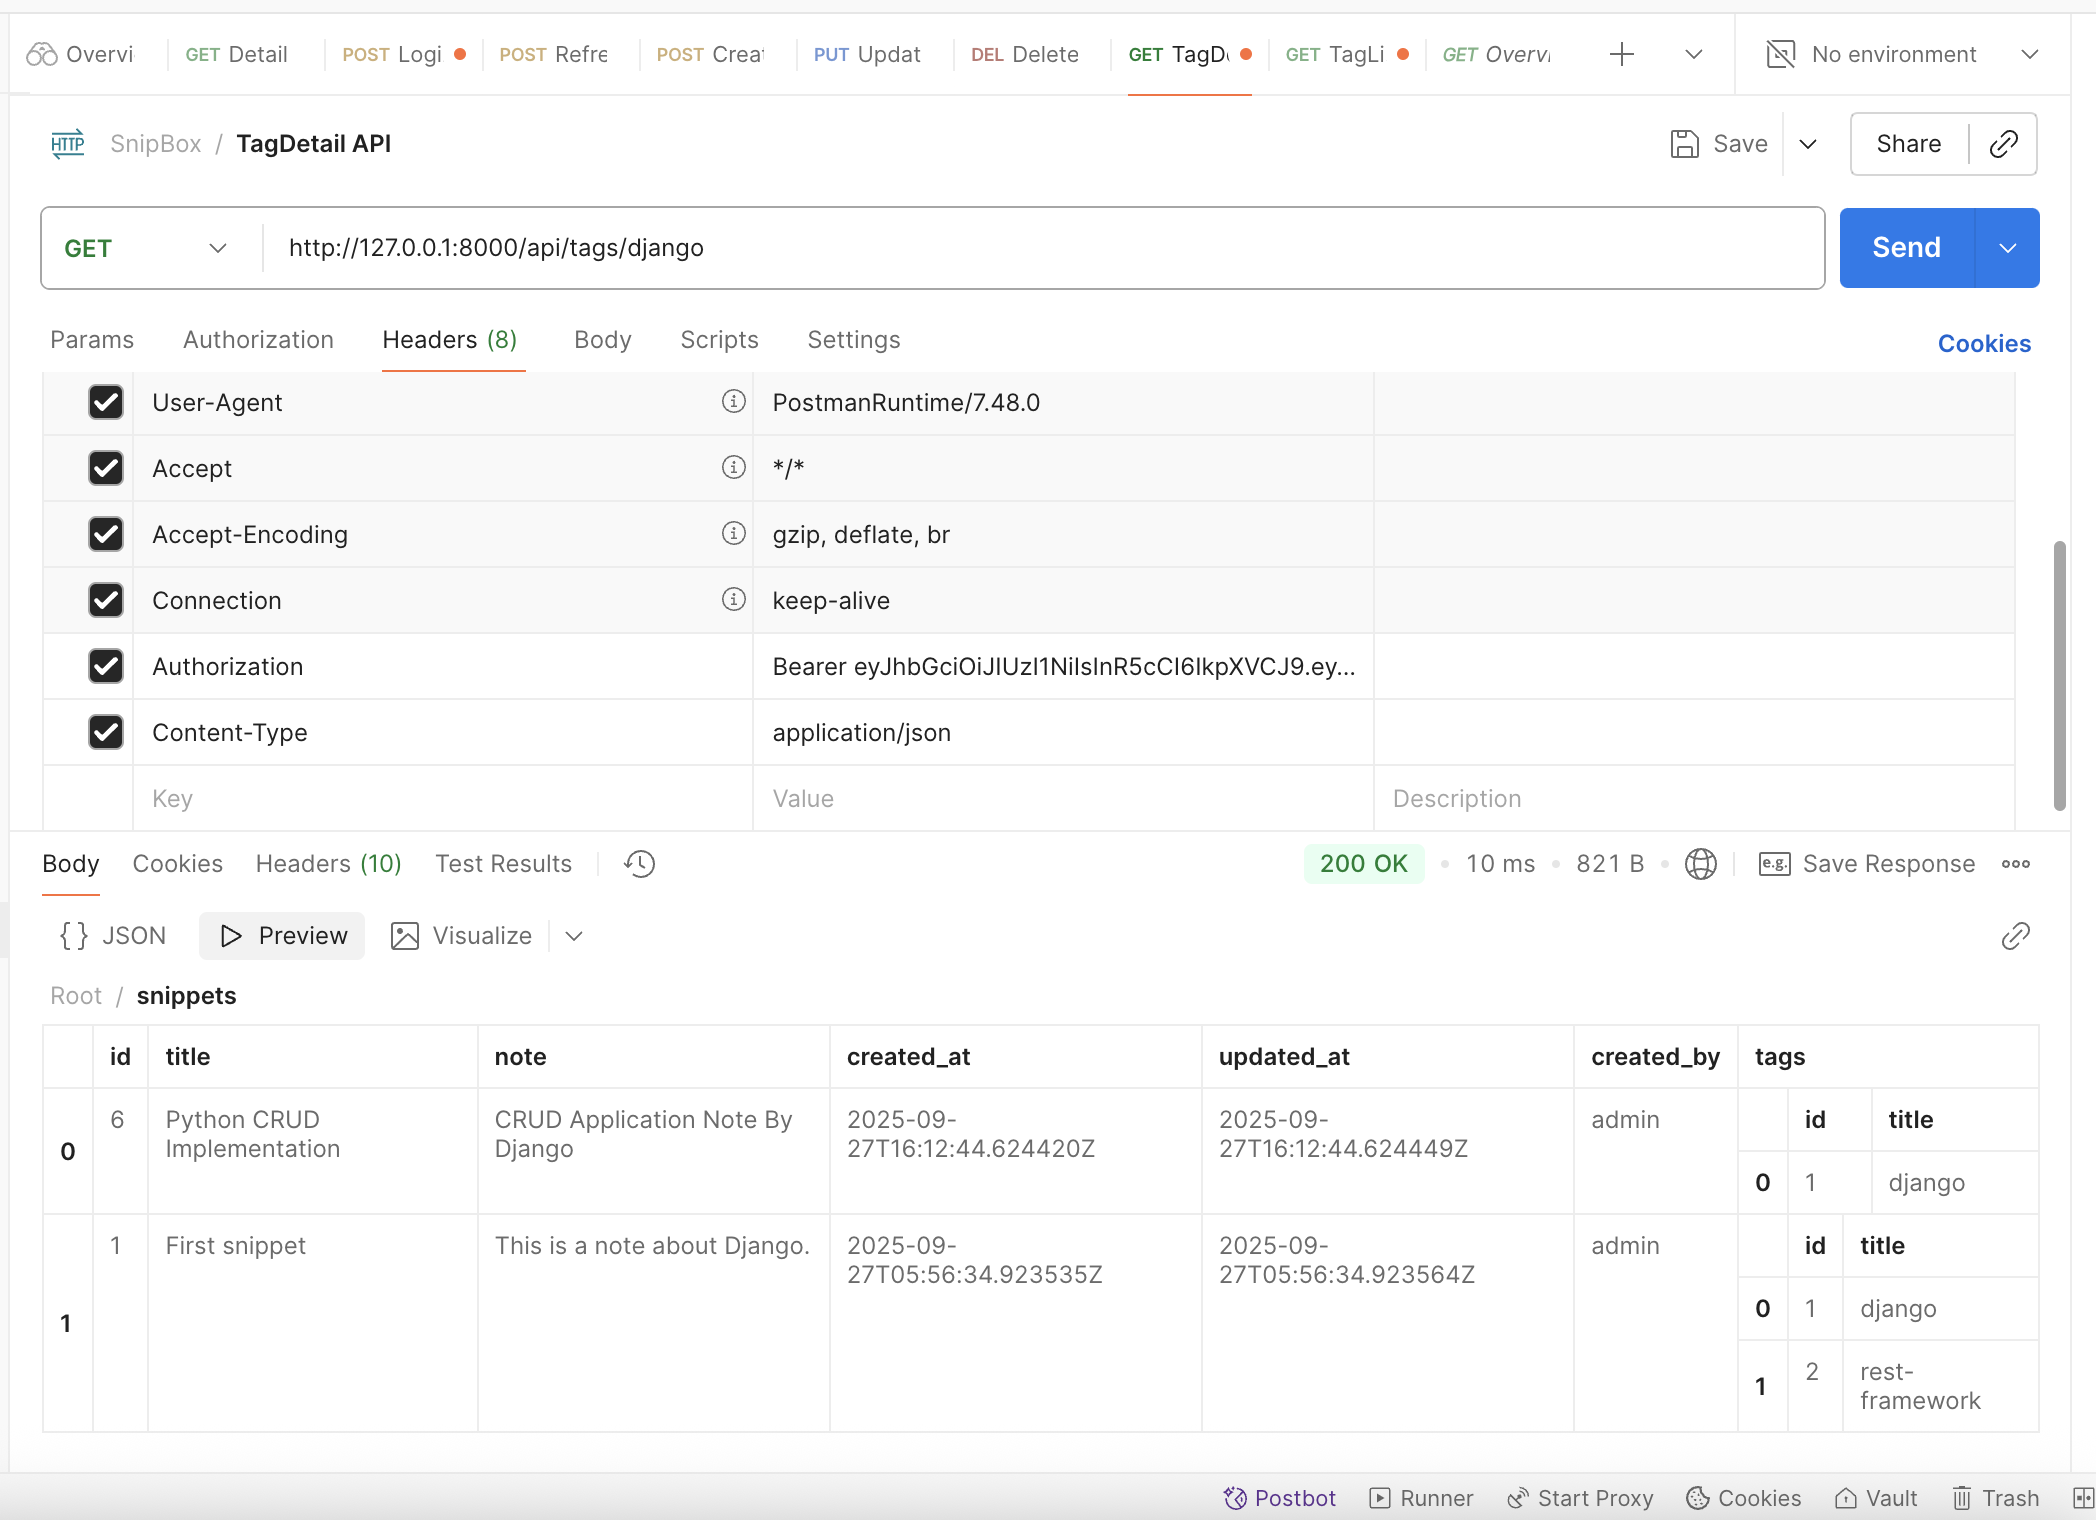 Overvi GET Detail POST Logi POST Refre POST Creat PUT Updat DEL Delete GET TagD GET TagLi GET Overvi No environment
HTTP SnipBox / TagDetail API Save Share
GET http://127.0.0.1:8000/api/tags/django Send
Params Authorization Headers (8) Body Scripts Settings Cookies
User-Agent PostmanRuntime/7.48.0
Accept */*
Accept-Encoding gzip, deflate, br
Connection keep-alive
Authorization Bearer eyJhbGciOiJIUzI1NiIsInR5cCI6IkpXVCJ9.ey...
Content-Type application/json
Key Value Description
Body Cookies Headers (10) Test Results 200 OK 10 ms 821 B e.g. Save Response
{} JSON Preview Visualize
Root / snippets
id title note created_at updated_at created_by tags
0 6 Python CRUD Implementation CRUD Application Note By Django 2025-09-27T16:12:44.624420Z 2025-09-27T16:12:44.624449Z admin id title
0 1 django
1 1 First snippet This is a note about Django. 2025-09-27T05:56:34.923535Z 2025-09-27T05:56:34.923564Z admin id title
0 1 django
1 2 rest-framework
Postbot Runner Start Proxy Cookies Vault Trash